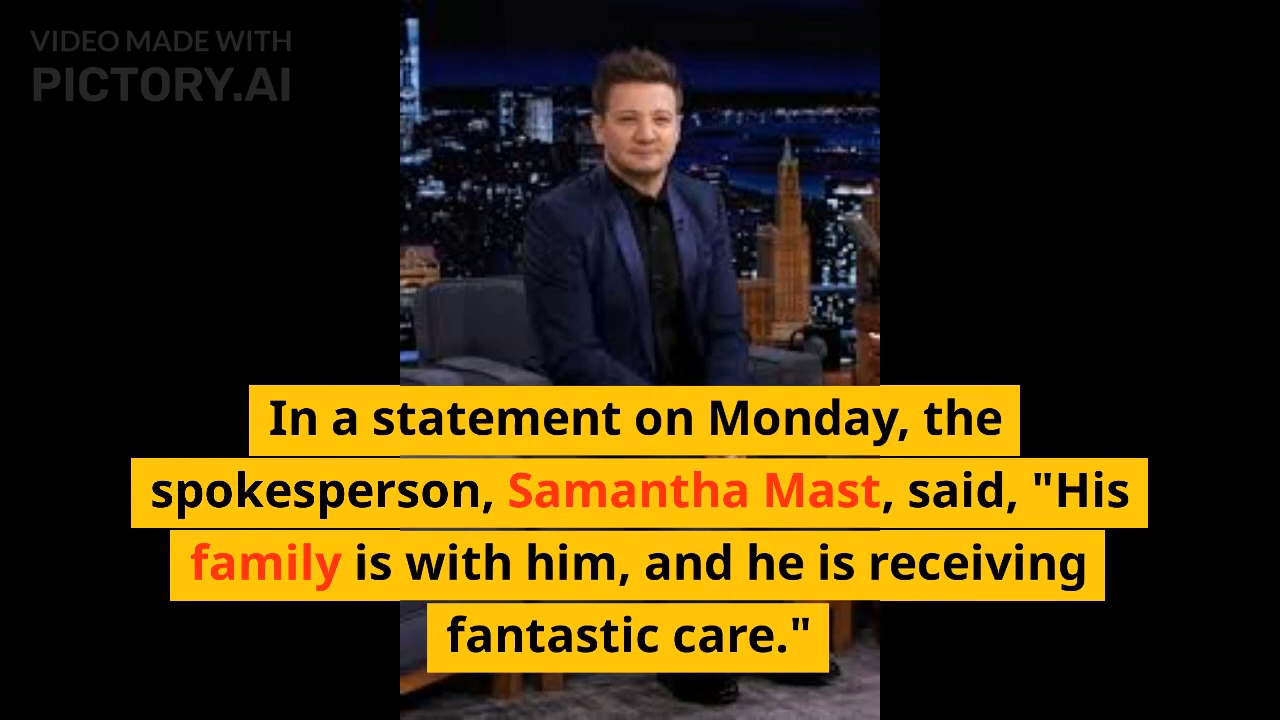 VIDEO MADE WITH
PICTORY.AI
In a statement on Monday, the
spokesperson, Samantha Mast, said, "His
family is with him, and he is receiving
fantastic care."